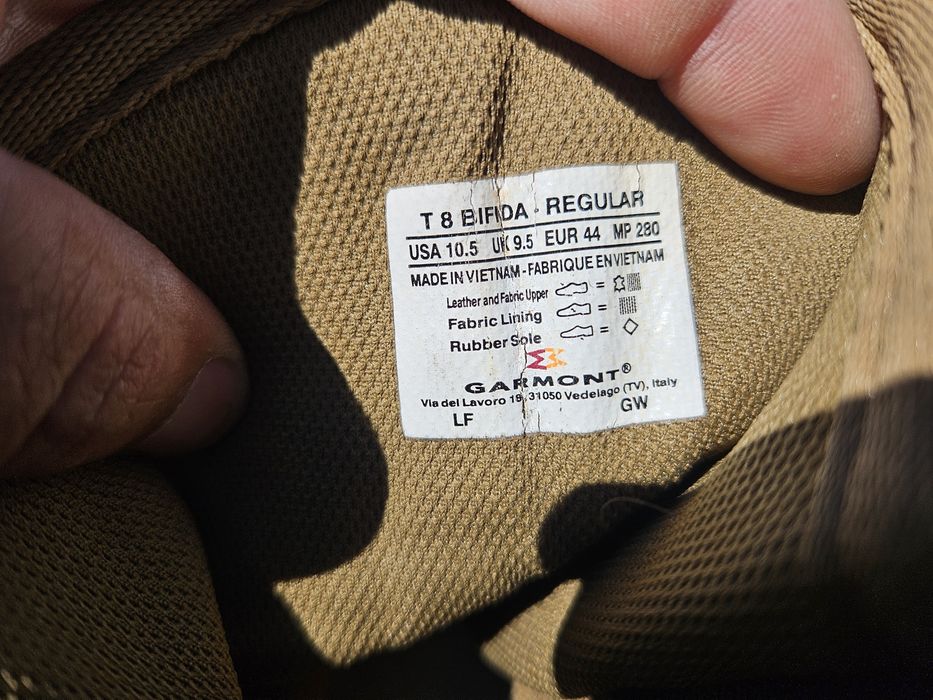 T 8 BIFIDA - REGULAR
USA 10.5 UK 9.5 EUR 44 MP 280
MADE IN VIETNAM - FABRIQUE EN VIETNAM
Leather and Fabric Upper =
Fabric Lining =
Rubber Sole =
GARMONT®
Via del Lavoro 18, 31050 Vedelago (TV), Italy
LF GW